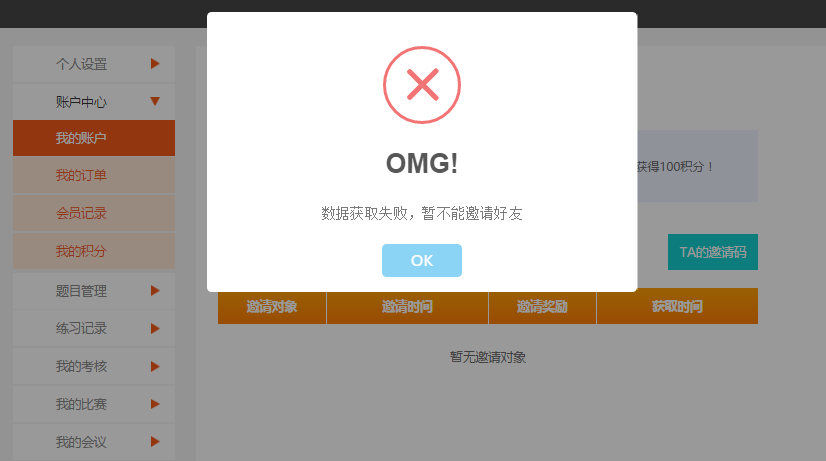 OMG!
数据获取失败，暂不能邀请好友
OK
个人设置
账户中心
我的账户
我的订单
会员记录
我的积分
题目管理
练习记录
我的考核
我的比赛
我的会议
获得100积分！
TA的邀请码
邀请对象 邀请时间 邀请奖励 获取时间
暂无邀请对象